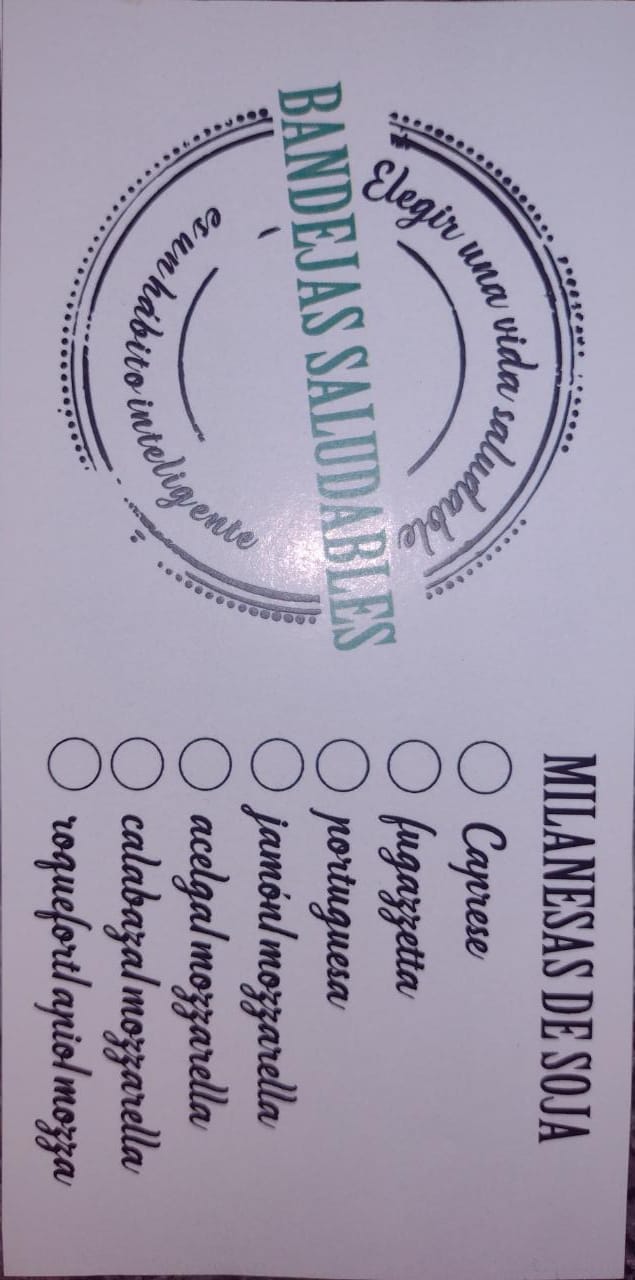 Elegir una vida saludable
BANDEJAS SALUDABLES
es un hábito inteligente
MILANESAS DE SOJA
Caprese
fugazzetta
portuguesa
jamón/mozzarella
acelga/mozzarella
calabaza/mozzarella
roquefort/apio/mozza